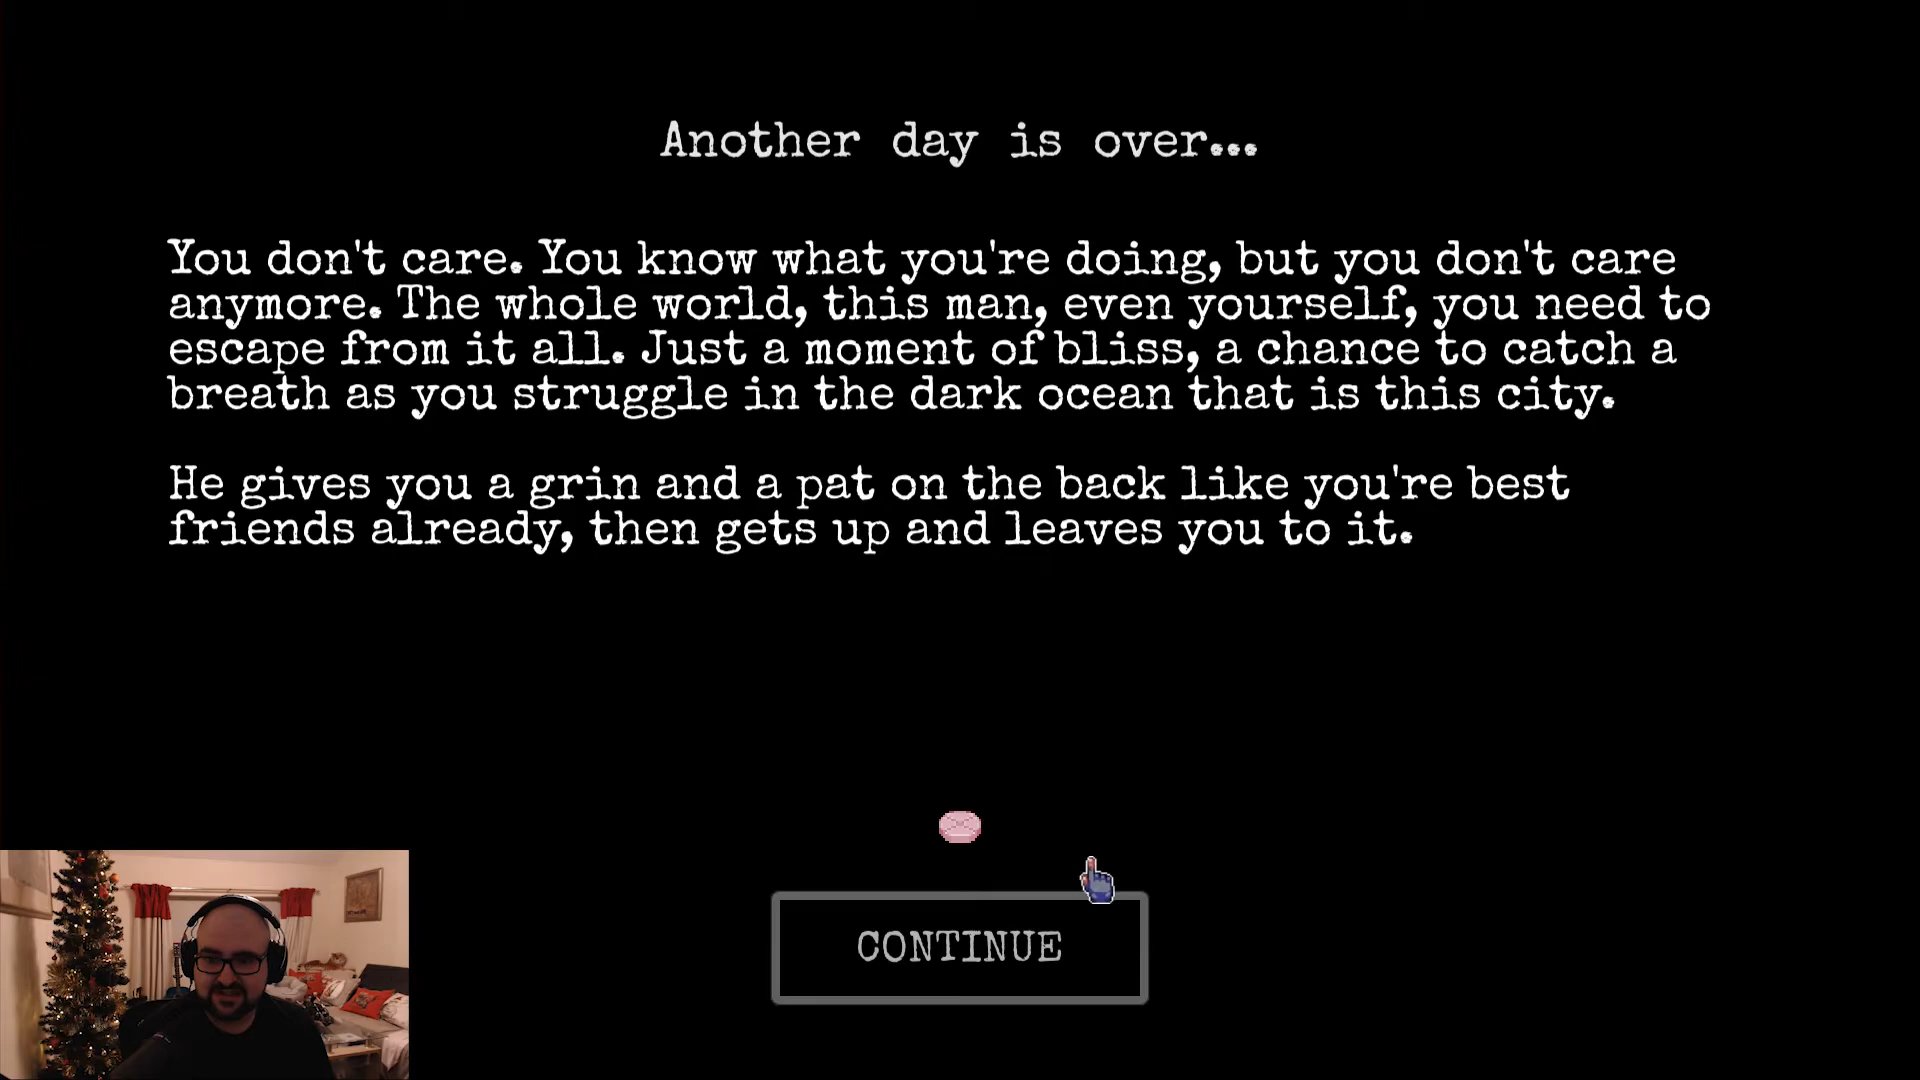 Another day is over...
You don't care. You know what you're doing, but you don't care
anymore. The whole world, this man, even yourself, you need to
escape from it all. Just a moment of bliss, a chance to catch a
breath as you struggle in the dark ocean that is this city.
He gives you a grin and a pat on the back like you're best
friends already, then gets up and leaves you to it.
CONTINUE